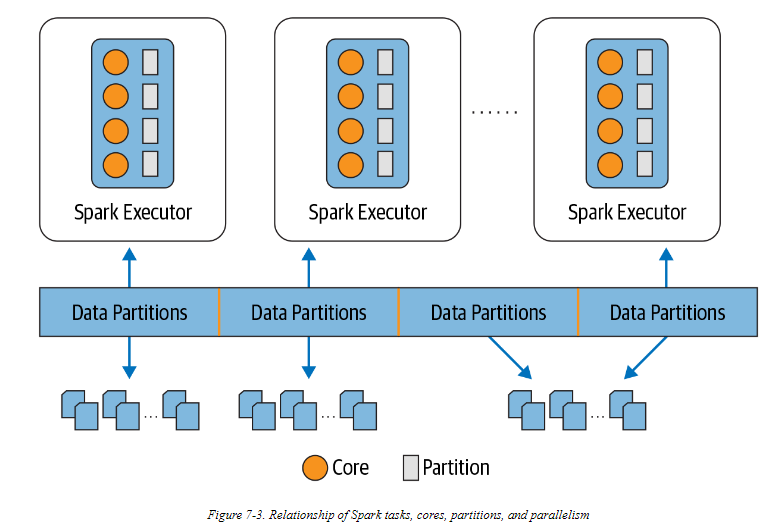 Spark Executor
Spark Executor
......
Spark Executor
Data Partitions
Data Partitions
Data Partitions
Data Partitions
...
...
...
Core
Partition
Figure 7-3. Relationship of Spark tasks, cores, partitions, and parallelism